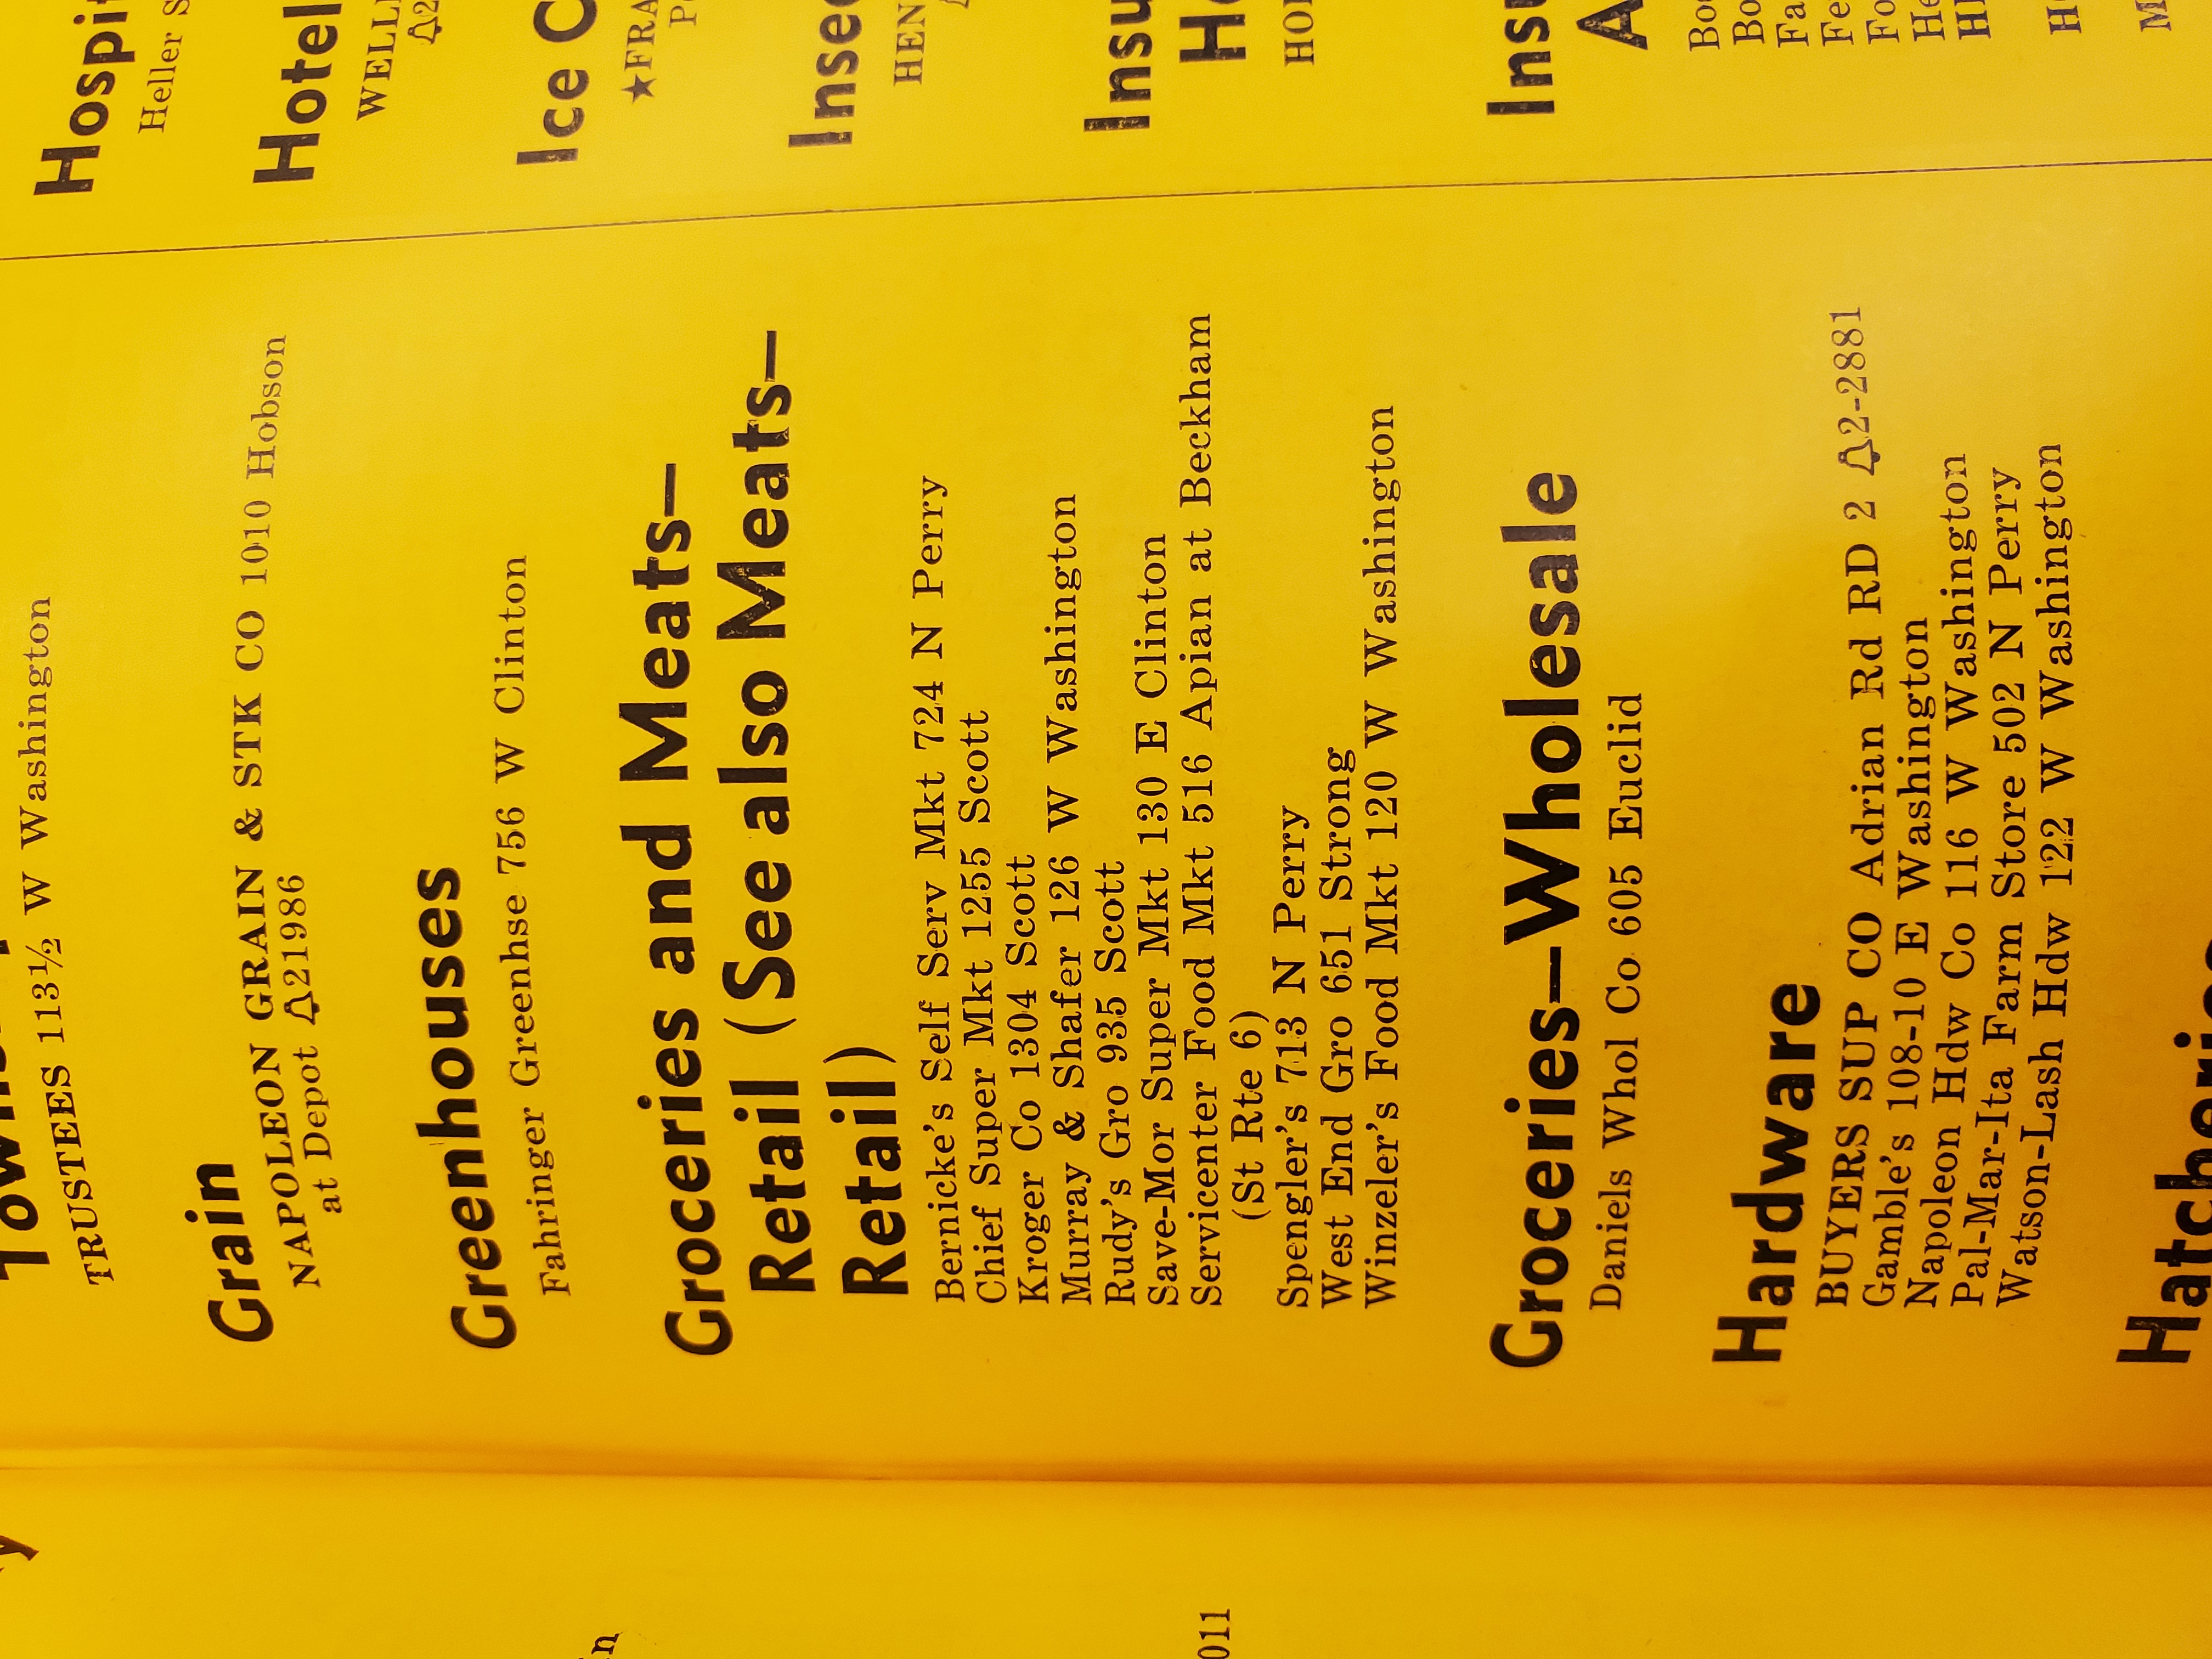 TRUSTEES 113½ W Washington
Grain
NAPOLEON GRAIN & STK CO 1010 Hobson
at Depot 21986
Greenhouses
Fahringer Greenhse 756 W Clinton
Groceries and Meats—
Retail (See also Meats—
Retail)
Bernicke's Self Serv Mkt 724 N Perry
Chief Super Mkt 1255 Scott
Kroger Co 1304 Scott
Murray & Shafer 126 W Washington
Rudy's Gro 935 Scott
Save-Mor Super Mkt 130 E Clinton
Servicenter Food Mkt 516 Apian at Beckham
(St Rte 6)
Spengler's 713 N Perry
West End Gro 651 Strong
Winzeler's Food Mkt 120 W Washington
Groceries—Wholesale
Daniels Whol Co 605 Euclid
Hardware
BUYERS SUP CO Adrian Rd RD 2 2-2881
Gamble's 108-10 E Washington
Napoleon Hdw Co 116 W Washington
Pal-Mar-Ita Farm Store 502 N Perry
Watson-Lash Hdw 122 W Washington
Heller
Ice